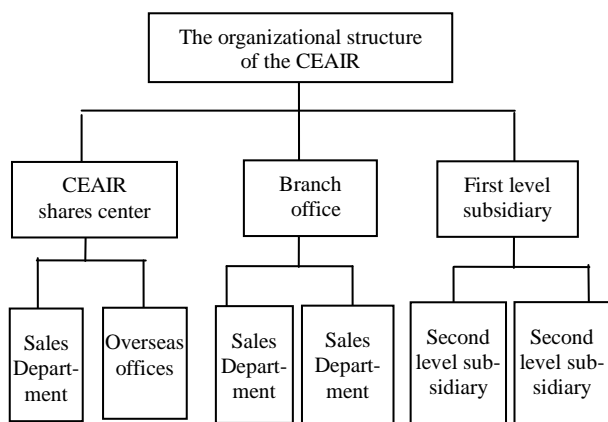 The organizational structure
of the CEAIR
CEAIR
shares center
Branch
office
First level
subsidiary
Sales
Depart-
ment
Overseas
offices
Sales
Depart-
ment
Sales
Depart-
ment
Second
level sub-
sidiary
Second
level sub-
sidiary